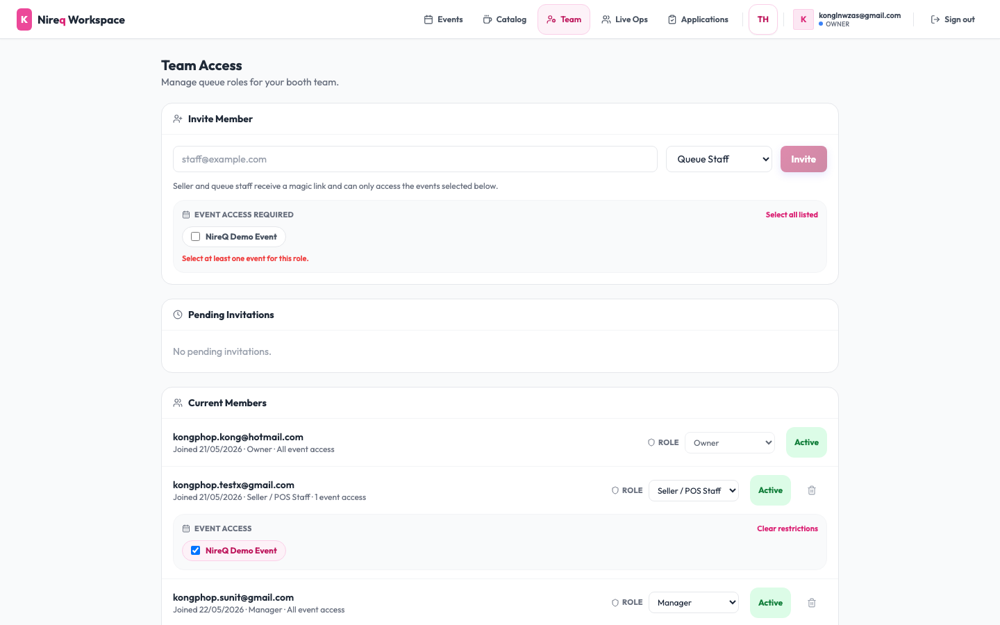 K Nireq Workspace
Events
Catalog
Team
Live Ops
Applications
TH
K
konglnwzas@gmail.com
OWNER
Sign out
Team Access
Manage queue roles for your booth team.
Invite Member
staff@example.com
Queue Staff
Invite
Seller and queue staff receive a magic link and can only access the events selected below.
EVENT ACCESS REQUIRED
Select all listed
NireQ Demo Event
Select at least one event for this role.
Pending Invitations
No pending invitations.
Current Members
kongphop.kong@hotmail.com
Joined 21/05/2026 · Owner · All event access
ROLE
Owner
Active
kongphop.testx@gmail.com
Joined 21/05/2026 · Seller / POS Staff · 1 event access
ROLE
Seller / POS Staff
Active
EVENT ACCESS
Clear restrictions
NireQ Demo Event
kongphop.sunit@gmail.com
Joined 22/05/2026 · Manager · All event access
ROLE
Manager
Active